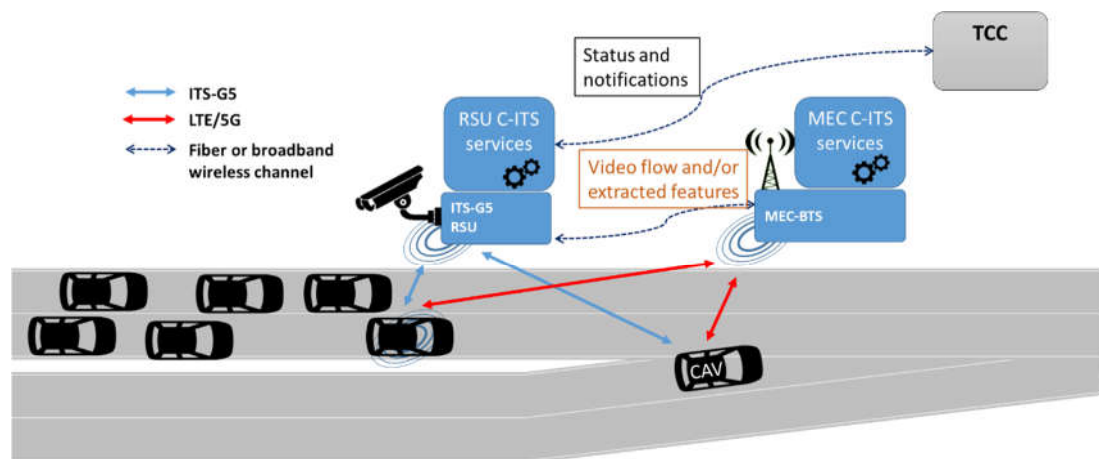 TCC
Status and
notifications
ITS-G5
LTE/5G
Fiber or broadband
wireless channel
RSU C-ITS
services
MEC C-ITS
services
Video flow and/or
extracted features
ITS-G5
RSU
MEC-BTS
CAV